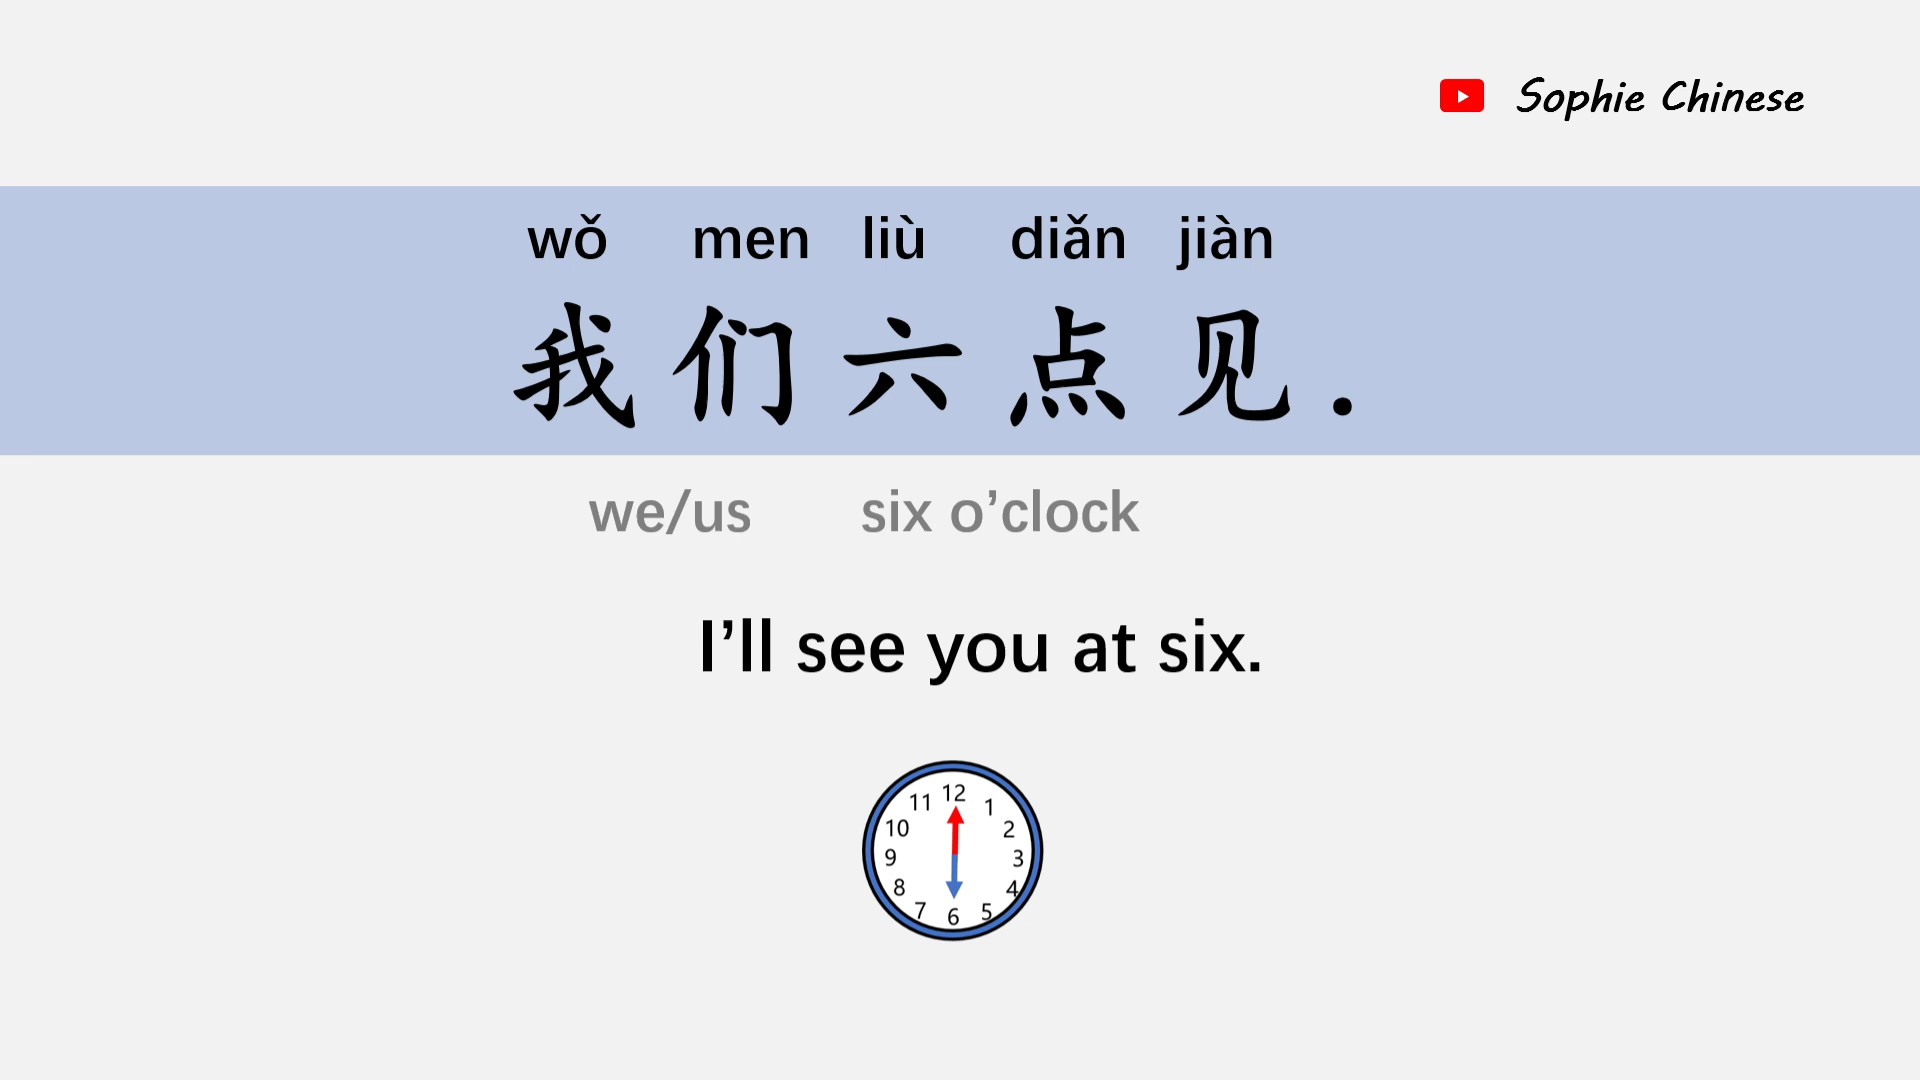 Sophie Chinese
wǒ men liù diǎn jiàn
我们六点见.
we/us six o’clock
I’ll see you at six.
12
11 1
10 2
9 3
8 4
7 6 5